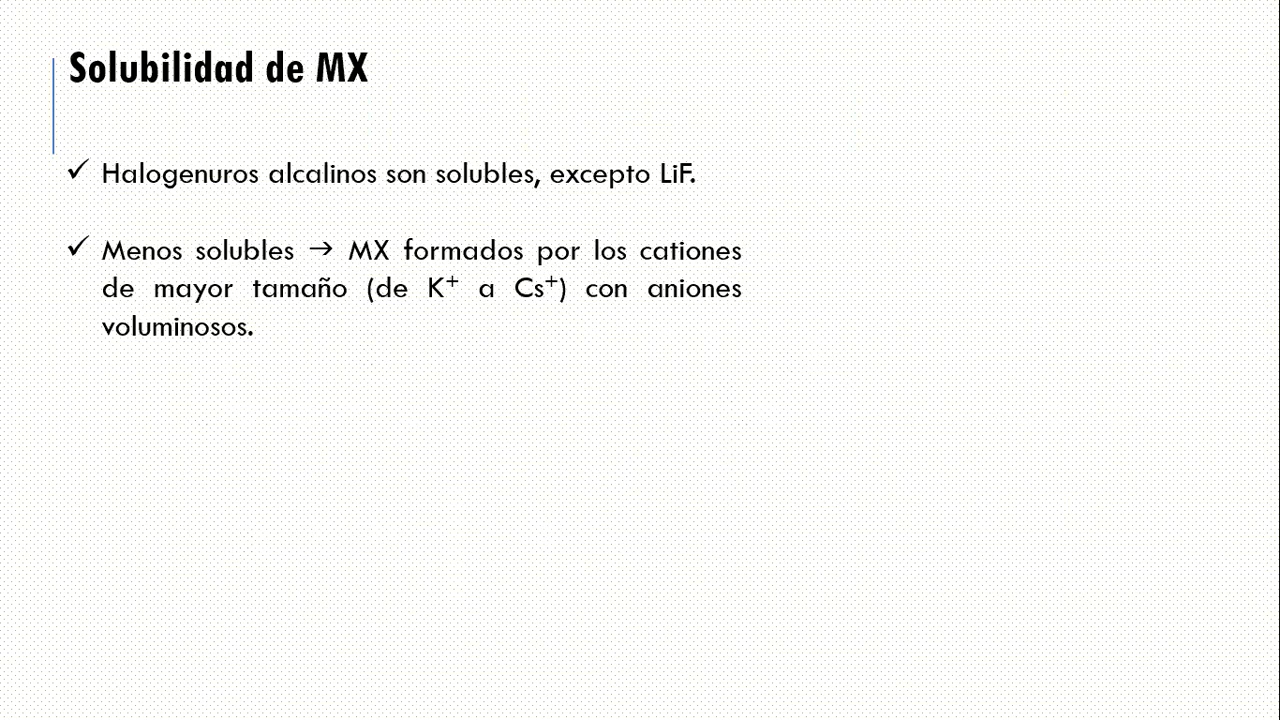 Solubilidad de MX
✓ Halogenuros alcalinos son solubles, excepto LiF.
✓ Menos solubles → MX formados por los cationes
de mayor tamaño (de K⁺ a Cs⁺) con aniones
voluminosos.